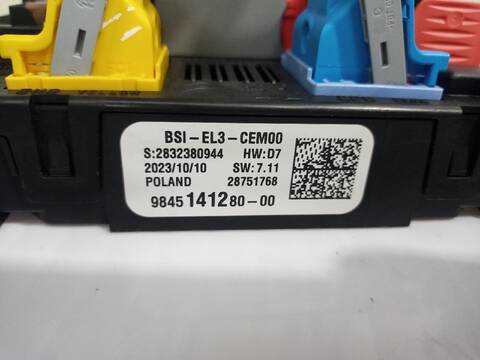 BSI-EL3-CEM00
S:2832380944 HW:D7
2023/10/10 SW:7.11
POLAND 28751768
9845141280-00